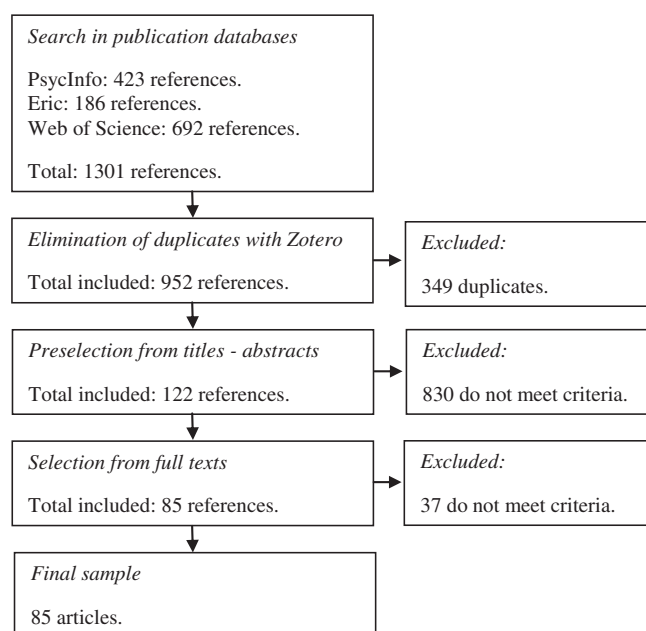 Search in publication databases
PsycInfo: 423 references.
Eric: 186 references.
Web of Science: 692 references.
Total: 1301 references.
Elimination of duplicates with Zotero
Total included: 952 references.
Excluded:
349 duplicates.
Preselection from titles - abstracts
Total included: 122 references.
Excluded:
830 do not meet criteria.
Selection from full texts
Total included: 85 references.
Excluded:
37 do not meet criteria.
Final sample
85 articles.